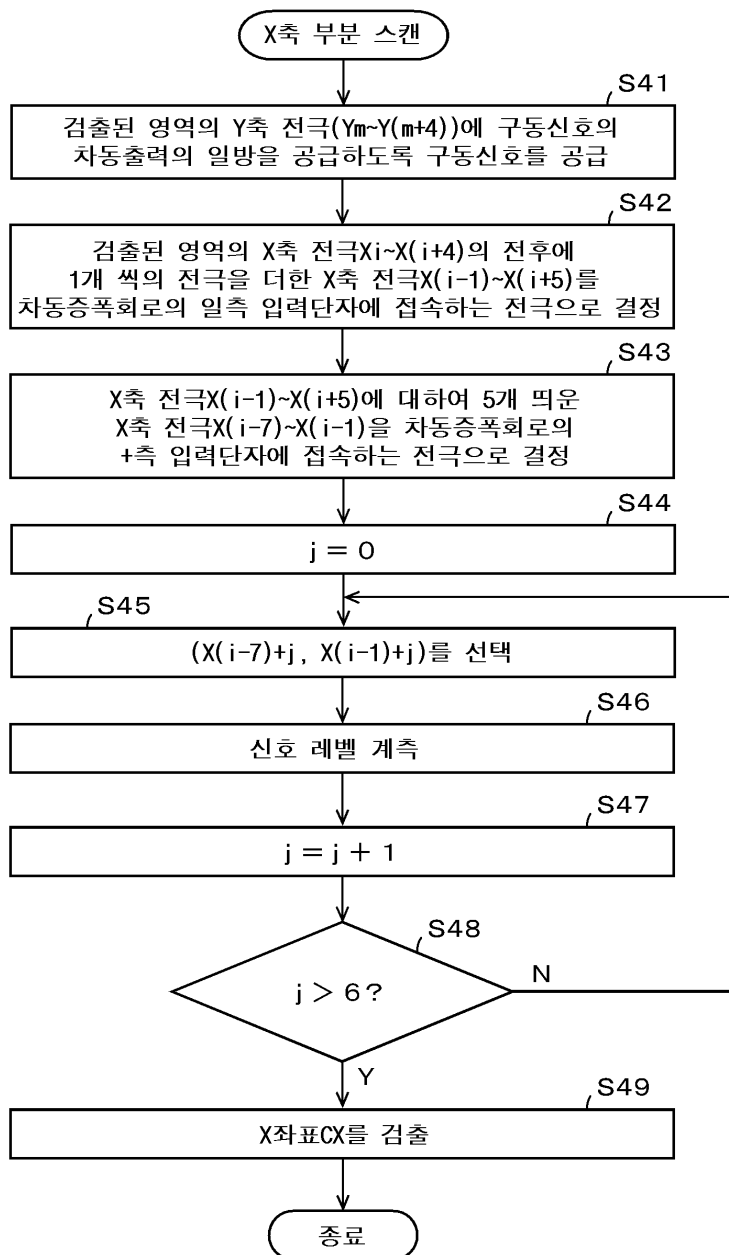 X축 부분 스캔
S41
검출된 영역의 Y축 전극(Ym~Y(m+4))에 구동신호의
차동출력의 일방을 공급하도록 구동신호를 공급
S42
검출된 영역의 X축 전극Xi~X(i+4)의 전후에
1개 씩의 전극을 더한 X축 전극X(i-1)~X(i+5)를
차동증폭회로의 일측 입력단자에 접속하는 전극으로 결정
S43
X축 전극X(i-1)~X(i+5)에 대하여 5개 띄운
X축 전극X(i-7)~X(i-1)을 차동증폭회로의
+측 입력단자에 접속하는 전극으로 결정
S44
j = 0
S45
(X(i-7)+j, X(i-1)+j)를 선택
S46
신호 레벨 계측
S47
j = j + 1
S48
j > 6?
N
Y
S49
X좌표CX를 검출
종료